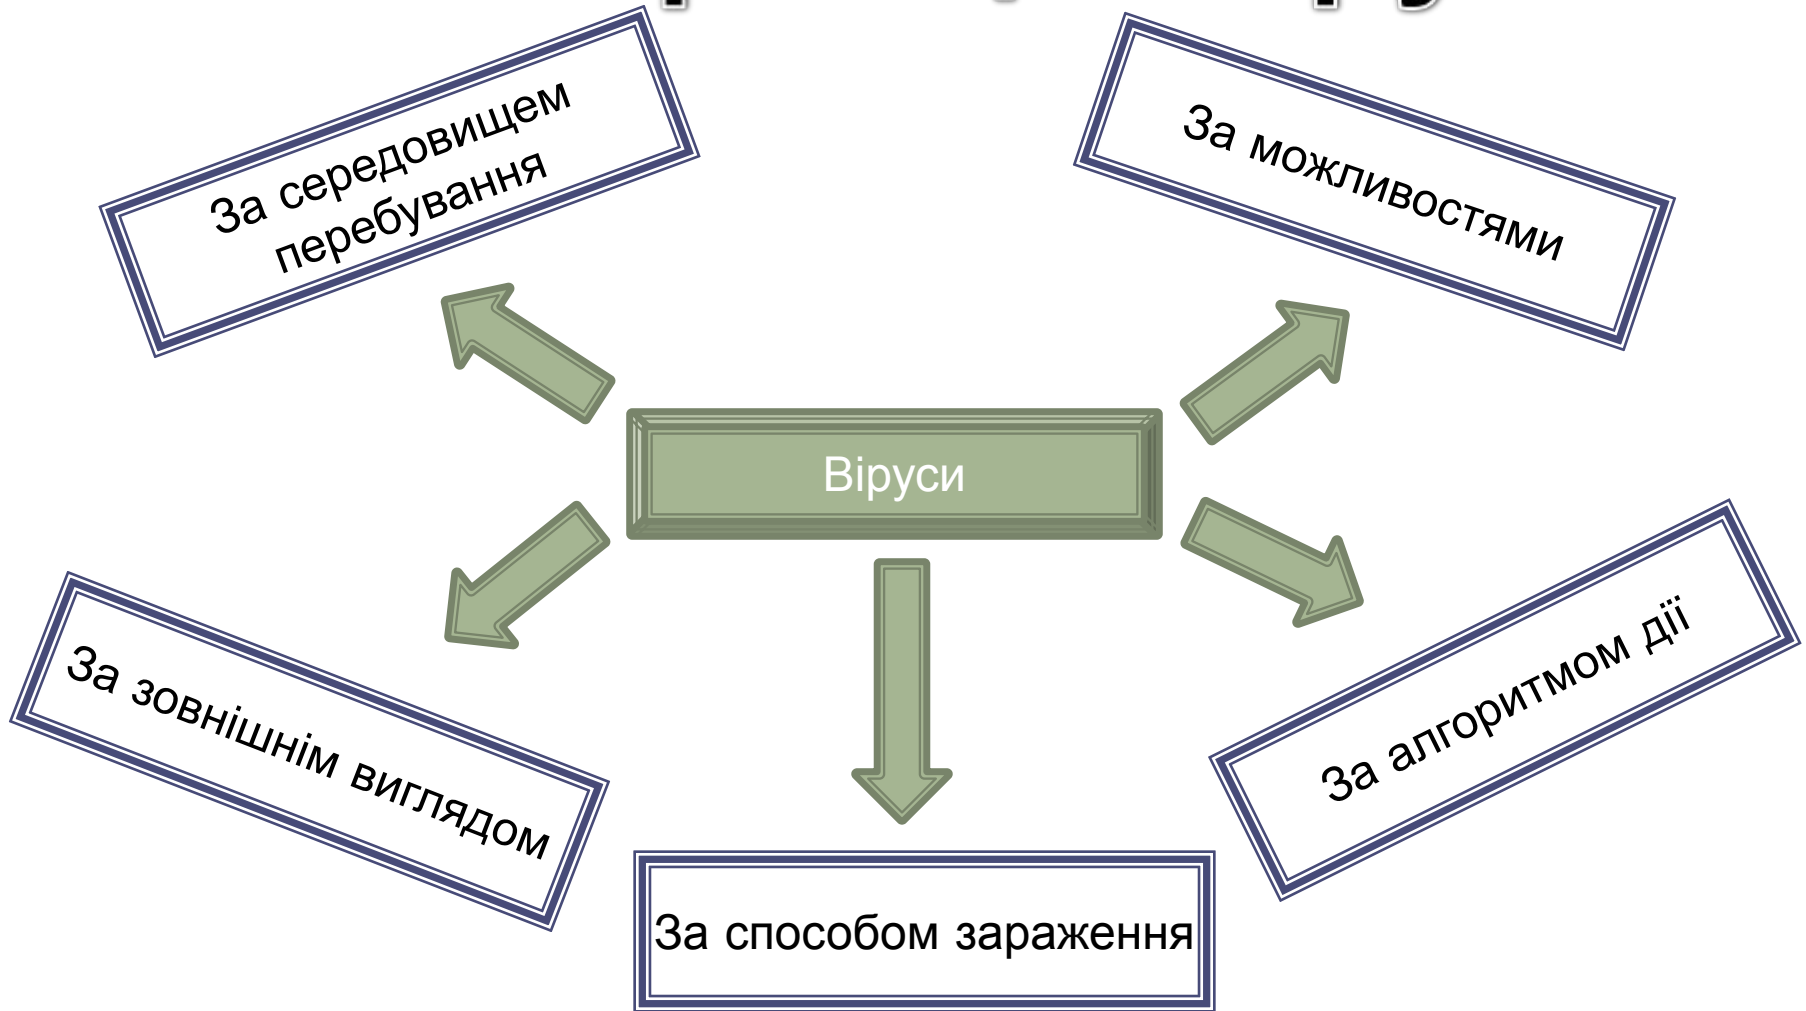 За середовищем
перебування
За можливостями
Віруси
За зовнішнім виглядом
За алгоритмом дії
За способом зараження